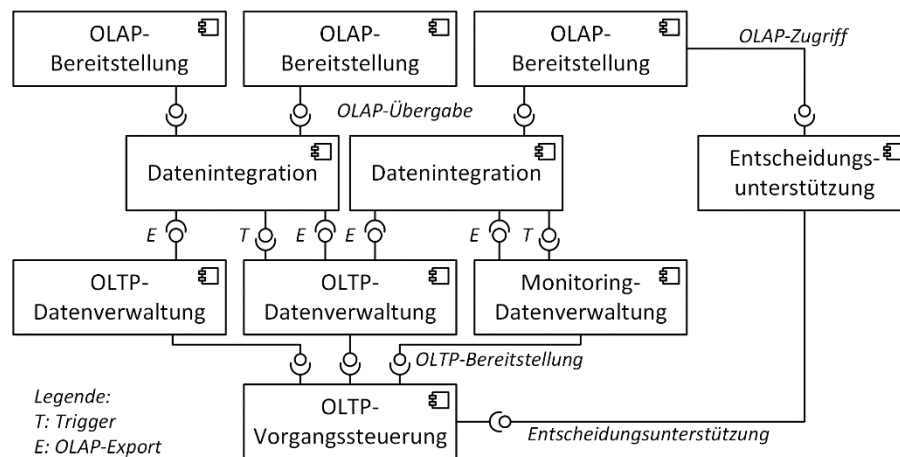 OLAP-
Bereitstellung
OLAP-
Bereitstellung
OLAP-
Bereitstellung
OLAP-Zugriff
OLAP-Übergabe
Datenintegration
Datenintegration
Entscheidungs-
unterstützung
E
T
E
E
E
T
OLTP-
Datenverwaltung
OLTP-
Datenverwaltung
Monitoring-
Datenverwaltung
OLTP-Bereitstellung
Legende:
T: Trigger
E: OLAP-Export
OLTP-
Vorgangssteuerung
Entscheidungsunterstützung